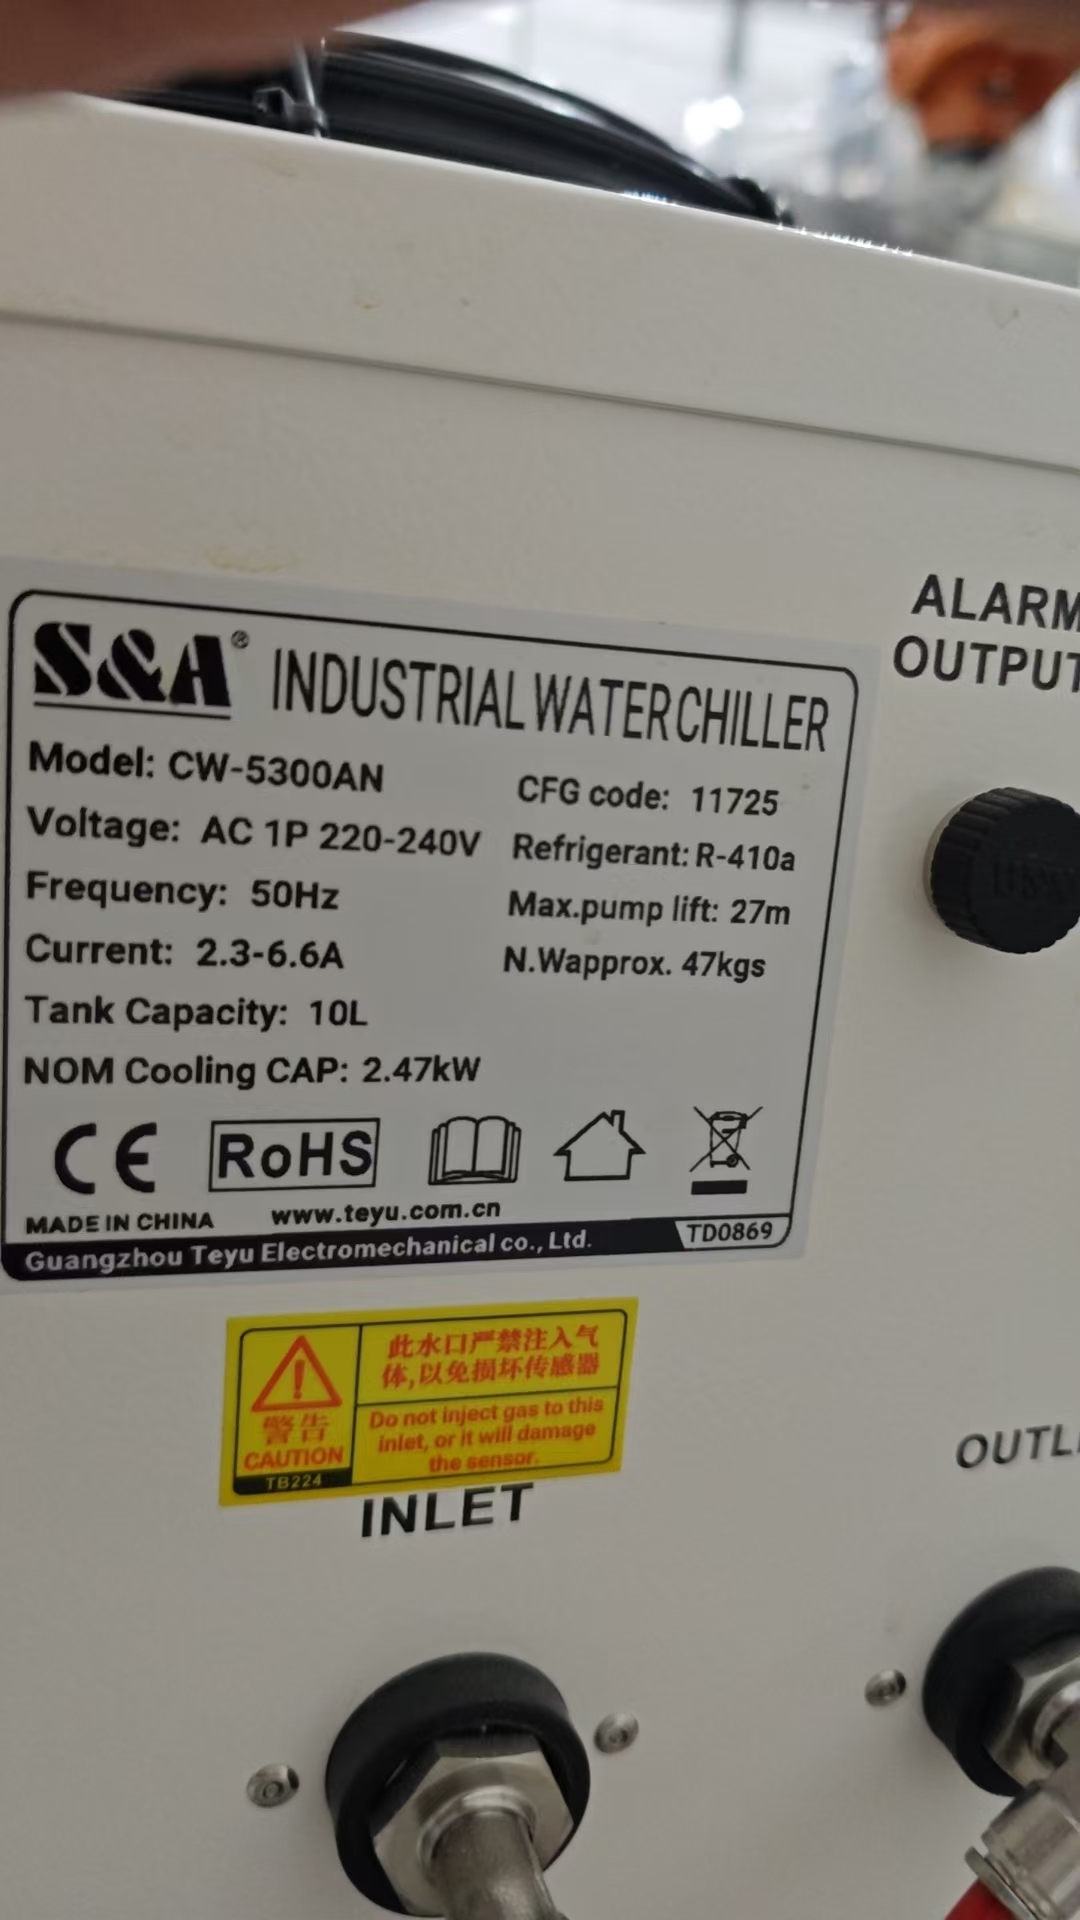 S&A® INDUSTRIAL WATER CHILLER
Model: CW-5300AN
CFG code: 11725
Voltage: AC 1P 220-240V
Refrigerant: R-410a
Frequency: 50Hz
Max.pump lift: 27m
Current: 2.3-6.6A
N.Wapprox. 47kgs
Tank Capacity: 10L
NOM Cooling CAP: 2.47kW
CE RoHS
MADE IN CHINA www.teyu.com.cn
Guangzhou Teyu Electromechanical co., Ltd. TD0869
ALARM
OUTPUT
警告
CAUTION
TB224
此水口严禁注入气
体,以免损坏传感器
Do not inject gas to this
inlet, or it will damage
the sensor.
INLET
OUTL